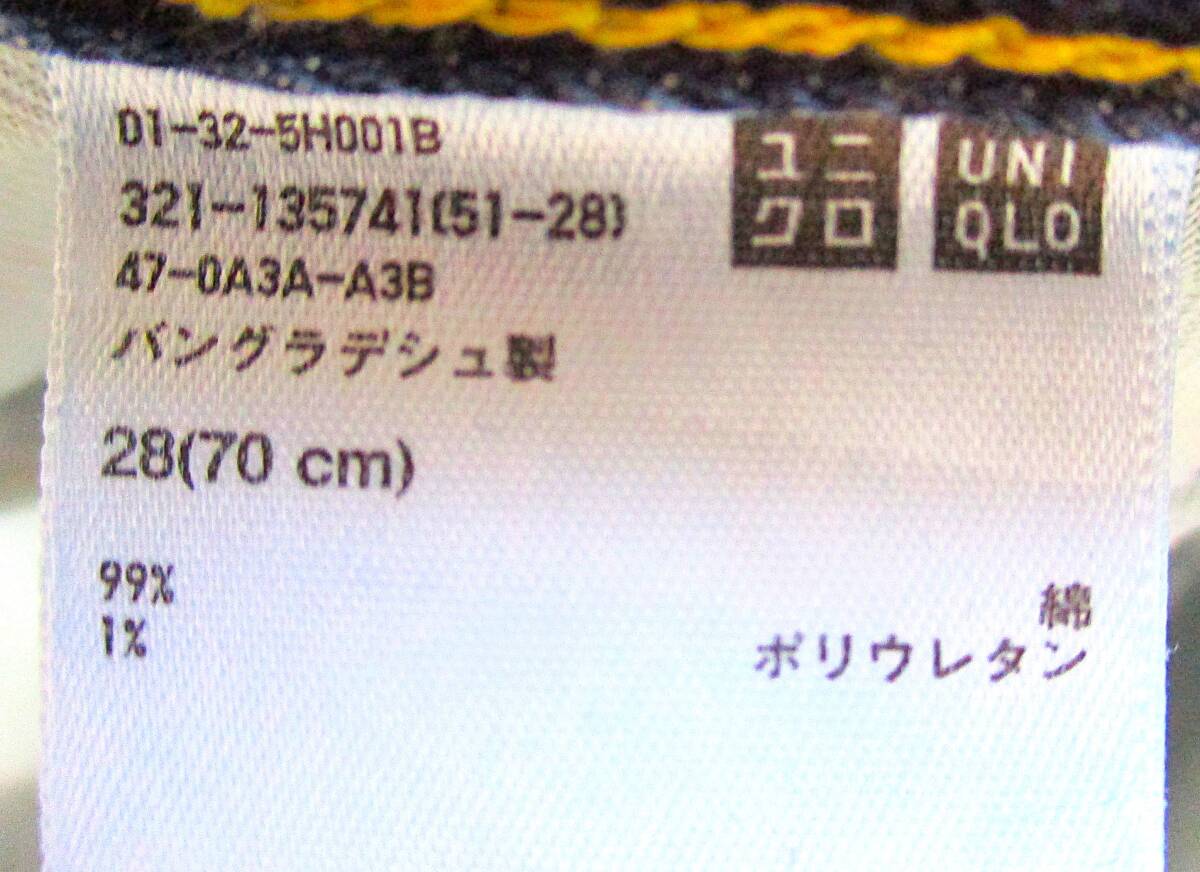 01-32-5H001B
321-135741(51-28)
47-0A3A-A3B
バングラデシュ製
ユニ
クロ
UNI
QLO
28(70 cm)
99% 綿
1% ポリウレタン